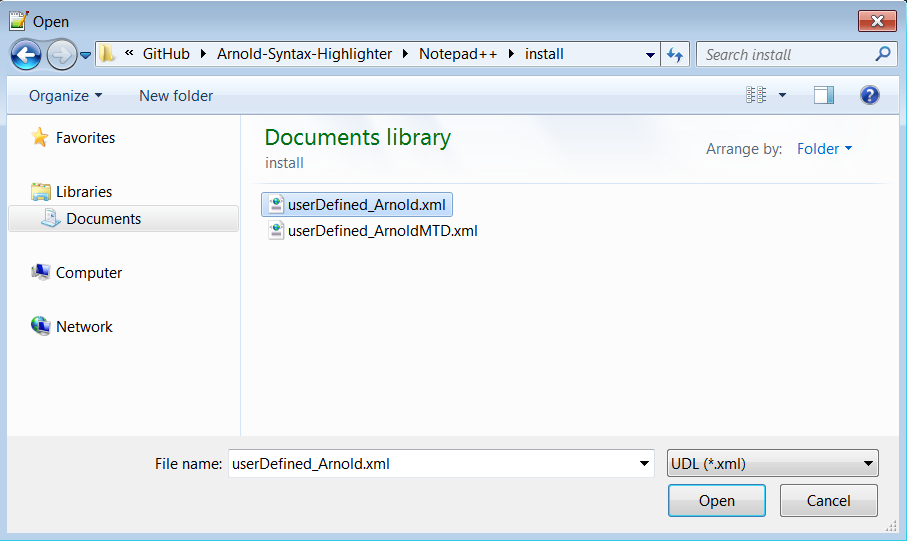 Open
« GitHub Arnold-Syntax-Highlighter Notepad++ install
Search install
Organize New folder
Favorites
Libraries
Documents
Computer
Network
Documents library
install
Arrange by: Folder
userDefined_Arnold.xml
userDefined_ArnoldMTD.xml
File name: userDefined_Arnold.xml UDL (*.xml)
Open Cancel